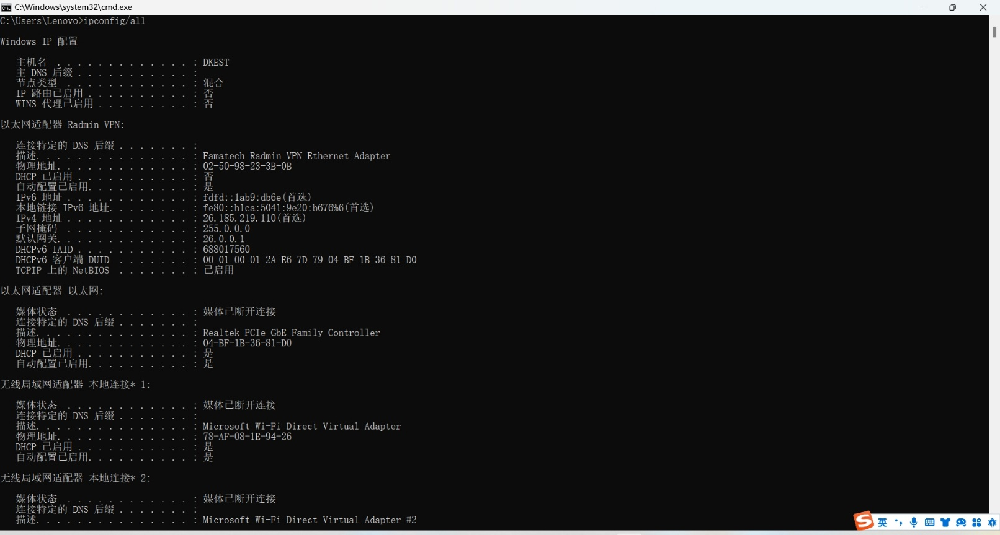 C:\Windows\system32\cmd.exe
C:\Users\Lenovo>ipconfig/all
Windows IP 配置
主机名 . . . . . . . . . . . . . : DKEST
主 DNS 后缀 . . . . . . . . . . . :
节点类型 . . . . . . . . . . . . : 混合
IP 路由已启用 . . . . . . . . . . : 否
WINS 代理已启用 . . . . . . . . . : 否
以太网适配器 Radmin VPN:
连接特定的 DNS 后缀 . . . . . . . :
描述. . . . . . . . . . . . . . . : Famatech Radmin VPN Ethernet Adapter
物理地址. . . . . . . . . . . . . : 02-50-98-23-3B-0B
DHCP 已启用 . . . . . . . . . . . : 否
自动配置已启用. . . . . . . . . . : 是
IPv6 地址 . . . . . . . . . . . . : fdfd::1ab9:db6e(首选)
本地链接 IPv6 地址. . . . . . . . : fe80::b1ca:5041:9e20:b676%6(首选)
IPv4 地址 . . . . . . . . . . . . : 26.185.219.110(首选)
子网掩码 . . . . . . . . . . . . : 255.0.0.0
默认网关. . . . . . . . . . . . . : 26.0.0.1
DHCPv6 IAID . . . . . . . . . . . : 688017560
DHCPv6 客户端 DUID . . . . . . . : 00-01-00-01-2A-E6-7D-79-04-BF-1B-36-81-D0
TCPIP 上的 NetBIOS . . . . . . . : 已启用
以太网适配器 以太网:
媒体状态 . . . . . . . . . . . . : 媒体已断开连接
连接特定的 DNS 后缀 . . . . . . . :
描述. . . . . . . . . . . . . . . : Realtek PCIe GbE Family Controller
物理地址. . . . . . . . . . . . . : 04-BF-1B-36-81-D0
DHCP 已启用 . . . . . . . . . . . : 是
自动配置已启用. . . . . . . . . . : 是
无线局域网适配器 本地连接* 1:
媒体状态 . . . . . . . . . . . . : 媒体已断开连接
连接特定的 DNS 后缀 . . . . . . . :
描述. . . . . . . . . . . . . . . : Microsoft Wi-Fi Direct Virtual Adapter
物理地址. . . . . . . . . . . . . : 78-AF-08-1E-94-26
DHCP 已启用 . . . . . . . . . . . : 是
自动配置已启用. . . . . . . . . . : 是
无线局域网适配器 本地连接* 2:
媒体状态 . . . . . . . . . . . . : 媒体已断开连接
连接特定的 DNS 后缀 . . . . . . . :
描述. . . . . . . . . . . . . . . : Microsoft Wi-Fi Direct Virtual Adapter #2
英